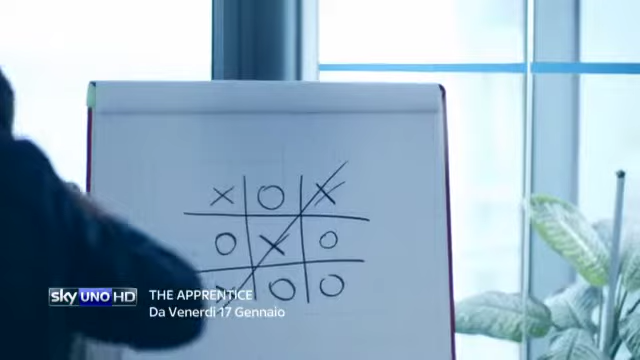 X O X
O X O
O O
sky UNO HD
THE APPRENTICE
Da Venerdì 17 Gennaio